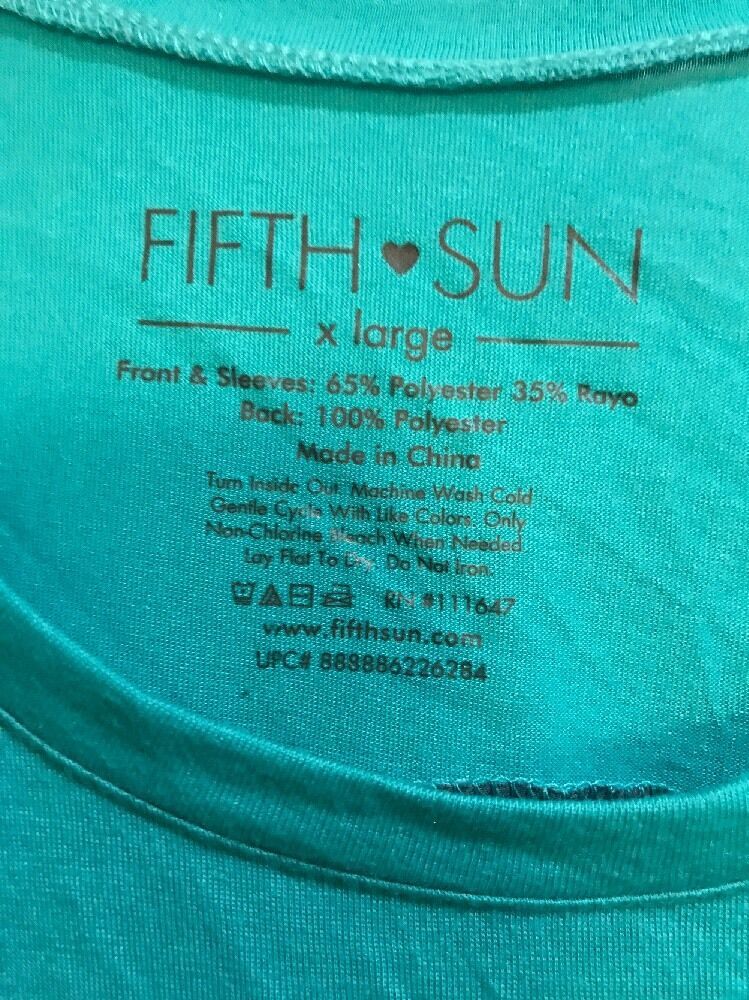 FIFTH♥SUN
x large
Front & Sleeves: 65% Polyester 35% Rayo
Back: 100% Polyester
Made in China
Turn Inside Out. Machine Wash Cold
Gentle Cycle With Like Colors. Only
Non-Chlorine Bleach When Needed
Lay Flat To Dry. Do Not Iron.
RN #111647
www.fifthsun.com
UPC# 888886226284